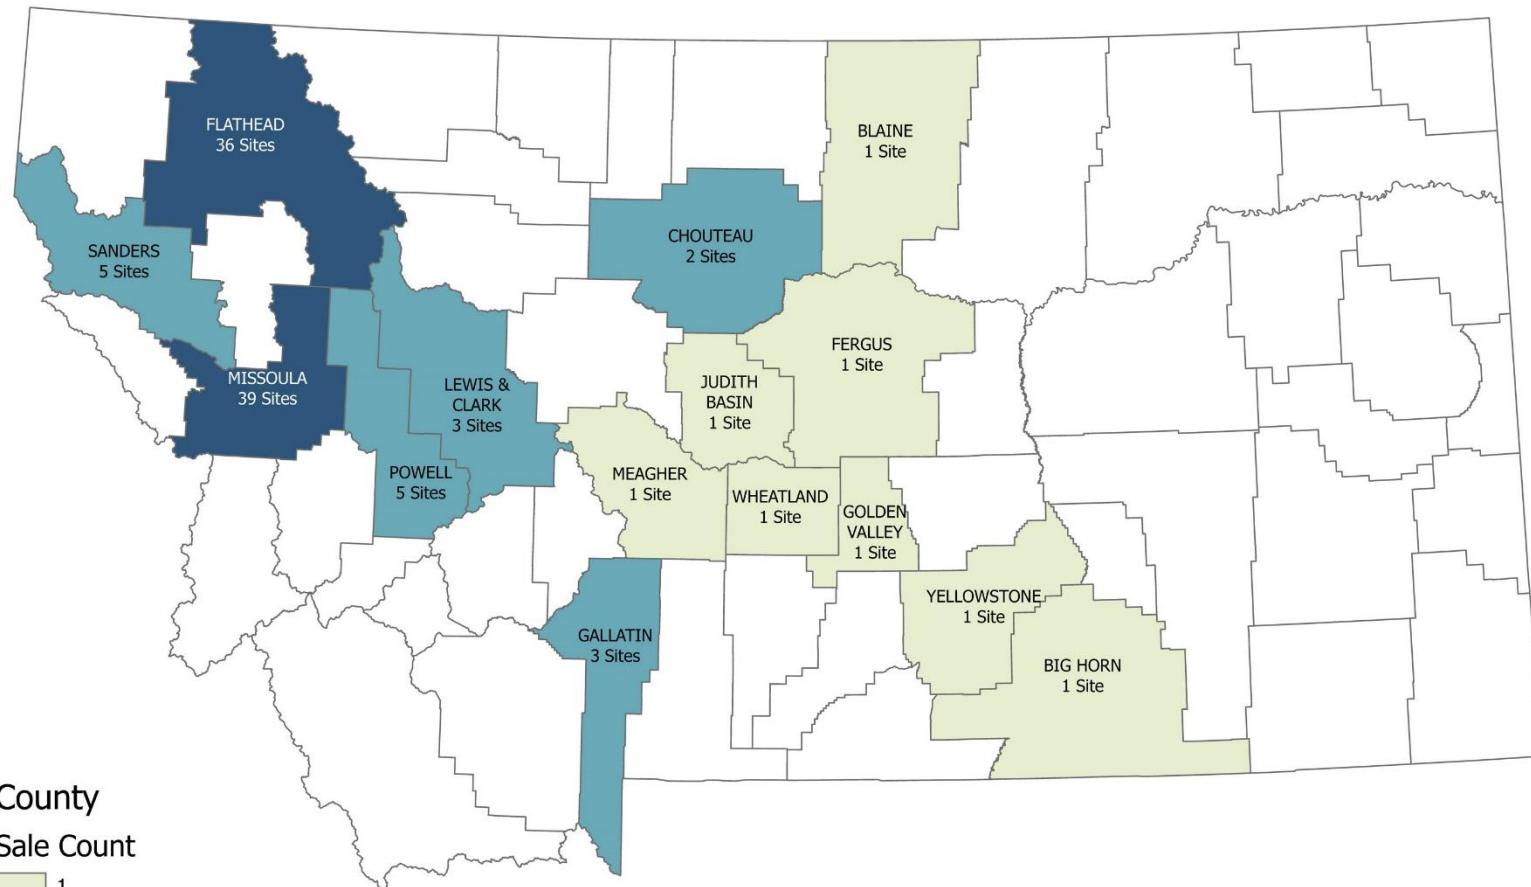 FLATHEAD
36 Sites
BLAINE
1 Site
SANDERS
5 Sites
CHOUTEAU
2 Sites
FERGUS
1 Site
MISSOULA
39 Sites
LEWIS &
CLARK
3 Sites
JUDITH
BASIN
1 Site
POWELL
5 Sites
MEAGHER
1 Site
WHEATLAND
1 Site
GOLDEN
VALLEY
1 Site
YELLOWSTONE
1 Site
GALLATIN
3 Sites
BIG HORN
1 Site
County
Sale Count
1